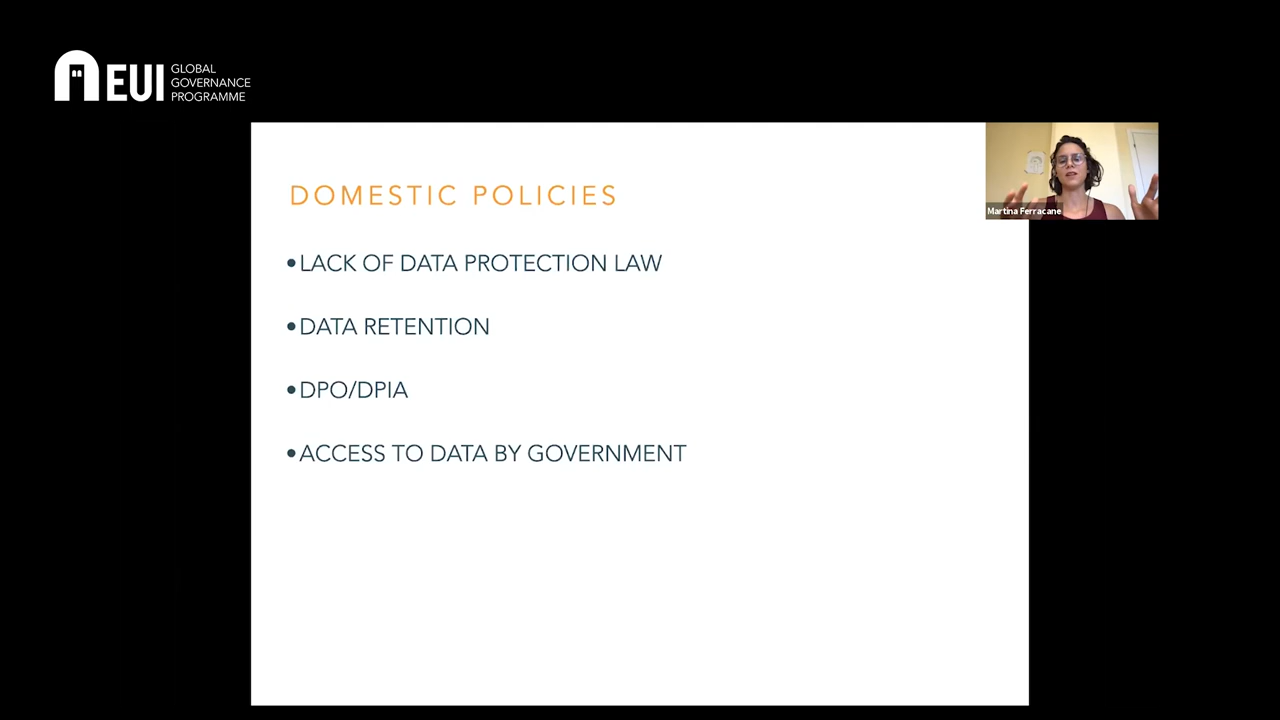 EUI
GLOBAL
GOVERNANCE
PROGRAMME
Martina Ferracane
DOMESTIC POLICIES
•LACK OF DATA PROTECTION LAW
•DATA RETENTION
•DPO/DPIA
•ACCESS TO DATA BY GOVERNMENT